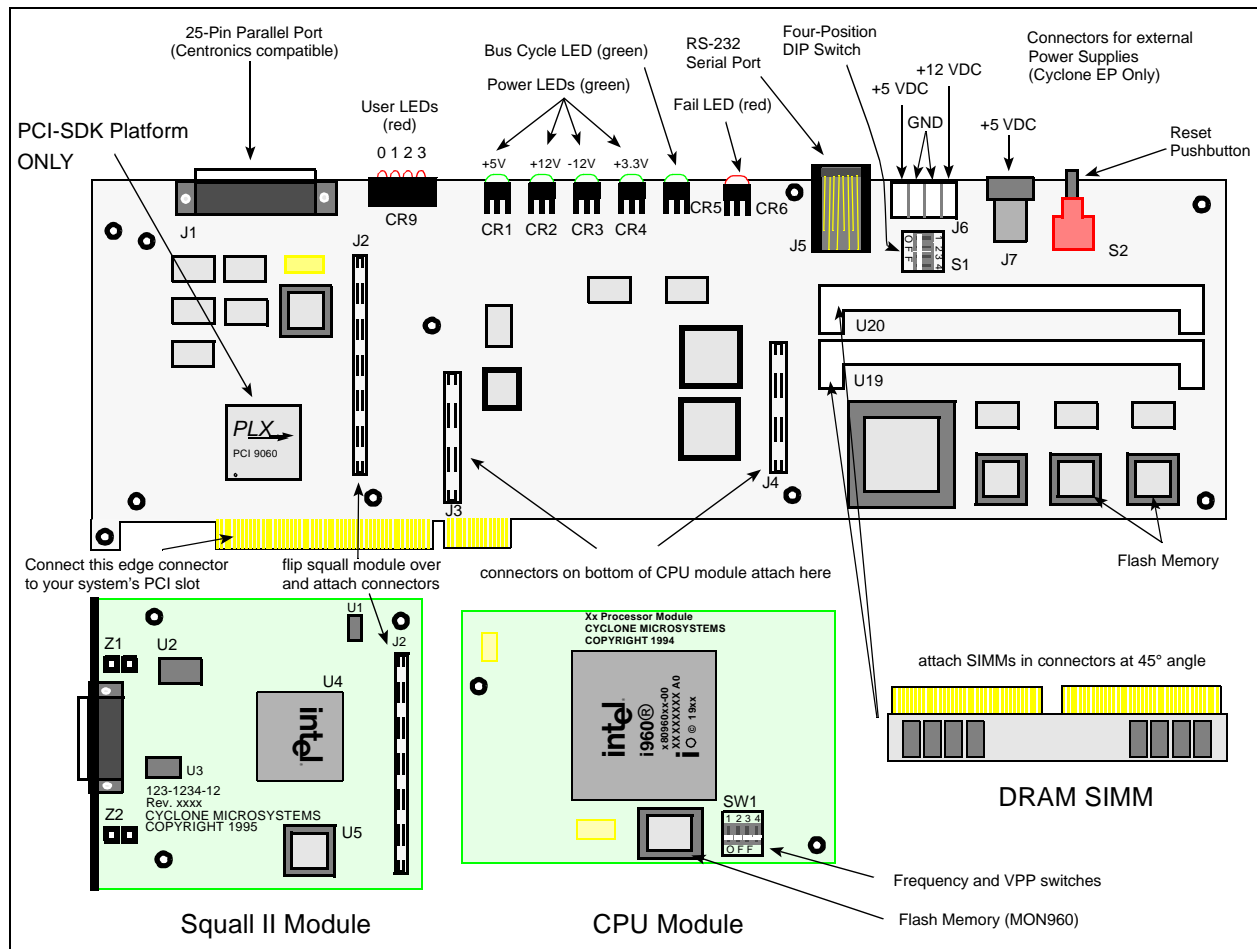 25-Pin Parallel Port
(Centronics compatible)
Bus Cycle LED (green)
Power LEDs (green)
RS-232
Serial Port
Four-Position
DIP Switch
Connectors for external
Power Supplies
(Cyclone EP Only)
+12 VDC
+5 VDC
GND
+5 VDC
Reset
Pushbutton
Fail LED (red)
User LEDs
(red)
PCI-SDK Platform
ONLY
0 1 2 3
+5V
+12V
-12V
+3.3V
J1
CR9
CR1
CR2
CR3
CR4
CR5
CR6
J2
J5
J6
J7
S2
O F F
1 2 3 4
S1
U20
U19
PLX
PCI 9060
J3
J4
Connect this edge connector
to your system's PCI slot
flip squall module over
and attach connectors
connectors on bottom of CPU module attach here
Flash Memory
U1
Z1
U2
J2
U4
intel
U3
123-1234-12
Rev. xxxx
CYCLONE MICROSYSTEMS
COPYRIGHT 1995
Z2
U5
Squall II Module
Xx Processor Module
CYCLONE MICROSYSTEMS
COPYRIGHT 1994
intel
i960®
x80960xx-00
XXXXXXXX A0
i © 19xx
SW1
1 2 3 4
O F F
Frequency and VPP switches
Flash Memory (MON960)
CPU Module
attach SIMMs in connectors at 45° angle
DRAM SIMM